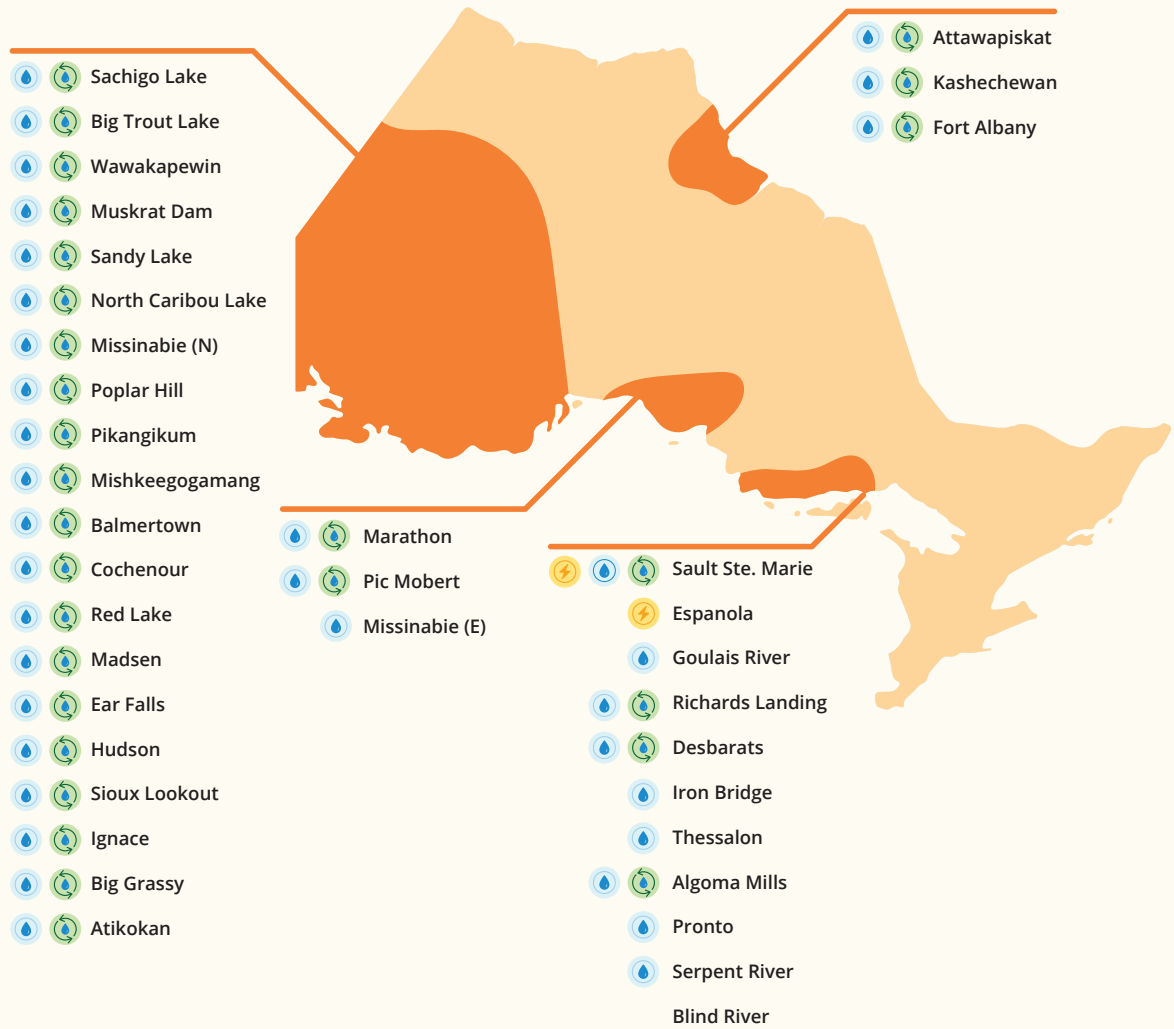 Sachigo Lake
Big Trout Lake
Wawakapewin
Muskrat Dam
Sandy Lake
North Caribou Lake
Missinabie (N)
Poplar Hill
Pikangikum
Mishkeegogamang
Balmertown
Cochenour
Red Lake
Madsen
Ear Falls
Hudson
Sioux Lookout
Ignace
Big Grassy
Atikokan
Marathon
Pic Mobert
Missinabie (E)
Attawapiskat
Kashechewan
Fort Albany
Sault Ste. Marie
Espanola
Goulais River
Richards Landing
Desbarats
Iron Bridge
Thessalon
Algoma Mills
Pronto
Serpent River
Blind River